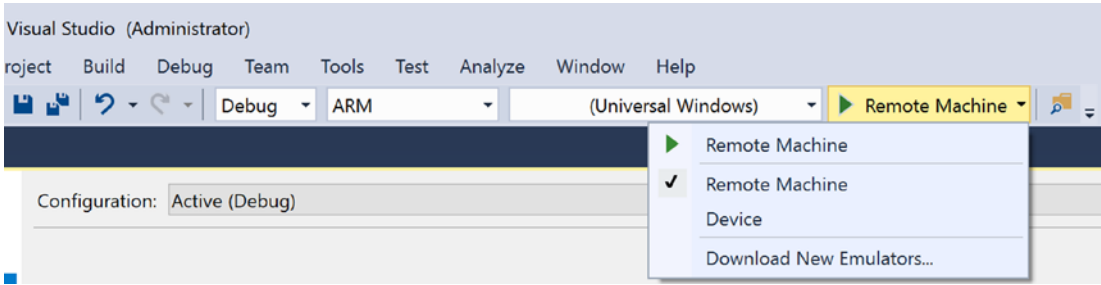 Visual Studio (Administrator)
roject Build Debug Team Tools Test Analyze Window Help
Debug ARM (Universal Windows) Remote Machine
Remote Machine
Configuration: Active (Debug)
Remote Machine
Device
Download New Emulators...